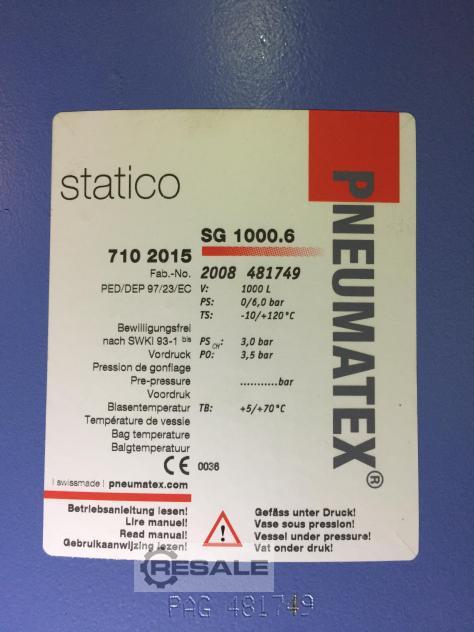 PNEUMATEX®
statico
SG 1000.6
710 2015
Fab.-No. 2008 481749
PED/DEP 97/23/EC V: 1000 L
PS: 0/6,0 bar
TS: -10/+120°C
Bewilligungsfrei
nach SWKI 93-1 bis PS CH: 3,0 bar
Vordruck P0: 3,5 bar
Pression de gonflage
Pre-pressure ...........bar
Voordruk
Blasentemperatur TB: +5/+70°C
Température de vessie
Bag temperature
Balgtemperatuur
CE 0036
| swissmade | pneumatex.com
Betriebsanleitung lesen! Gefäss unter Druck!
Lire manuel! Vase sous pression!
Read manual! Vessel under pressure!
Gebruikaanwijzing lezen! Vat onder druk!
RESALE
PAG 481749